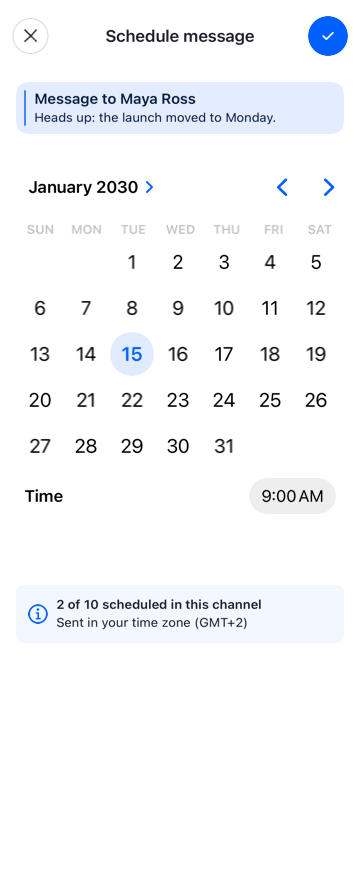 Schedule message
Message to Maya Ross
Heads up: the launch moved to Monday.
January 2030
SUN MON TUE WED THU FRI SAT
1 2 3 4 5
6 7 8 9 10 11 12
13 14 15 16 17 18 19
20 21 22 23 24 25 26
27 28 29 30 31
Time 9:00 AM
2 of 10 scheduled in this channel
Sent in your time zone (GMT+2)